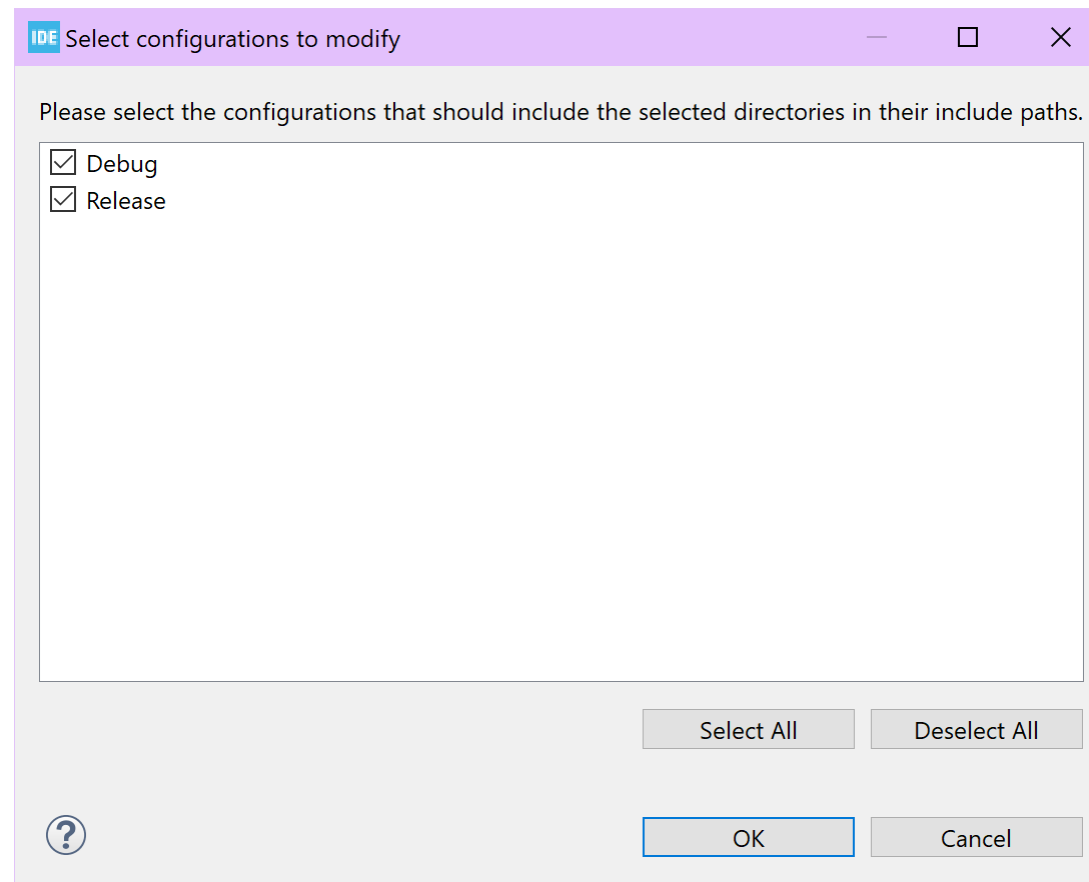 IDE Select configurations to modify
Please select the configurations that should include the selected directories in their include paths.
Debug
Release
Select All Deselect All
? OK Cancel